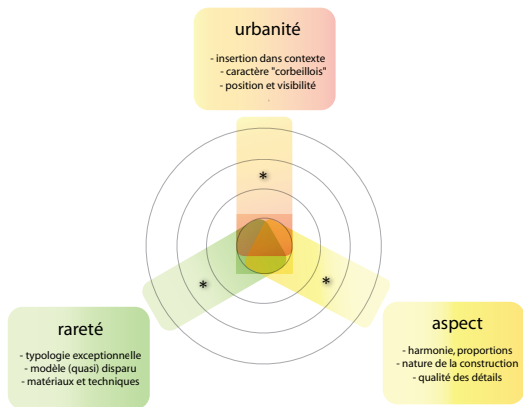 urbanité
- insertion dans contexte
- caractère "corbeillois"
- position et visibilité
*
*
*
rareté
- typologie exceptionnelle
- modèle (quasi) disparu
- matériaux et techniques
aspect
- harmonie, proportions
- nature de la construction
- qualité des détails